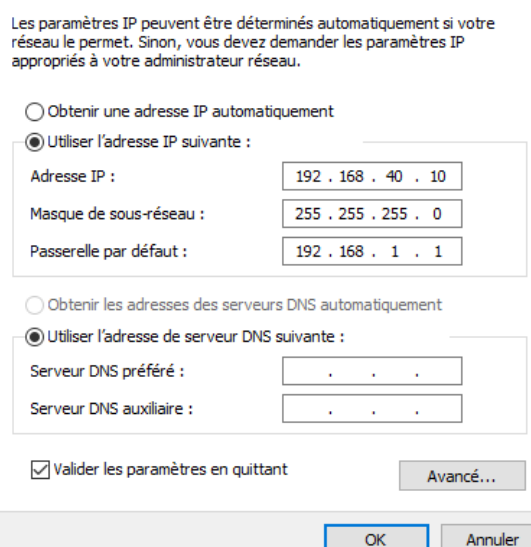 Les paramètres IP peuvent être déterminés automatiquement si votre
réseau le permet. Sinon, vous devez demander les paramètres IP
appropriés à votre administrateur réseau.
Obtenir une adresse IP automatiquement
Utiliser l'adresse IP suivante :
Adresse IP : 192 . 168 . 40 . 10
Masque de sous-réseau : 255 . 255 . 255 . 0
Passerelle par défaut : 192 . 168 . 1 . 1
Obtenir les adresses des serveurs DNS automatiquement
Utiliser l'adresse de serveur DNS suivante :
Serveur DNS préféré : . . .
Serveur DNS auxiliaire : . . .
Valider les paramètres en quittant
Avancé...
OK Annuler